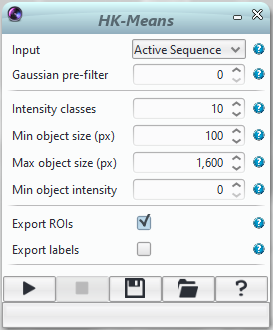 HK-Means
Input Active Sequence
Gaussian pre-filter 0
Intensity classes 10
Min object size (px) 100
Max object size (px) 1,600
Min object intensity 0
Export ROIs
Export labels
?